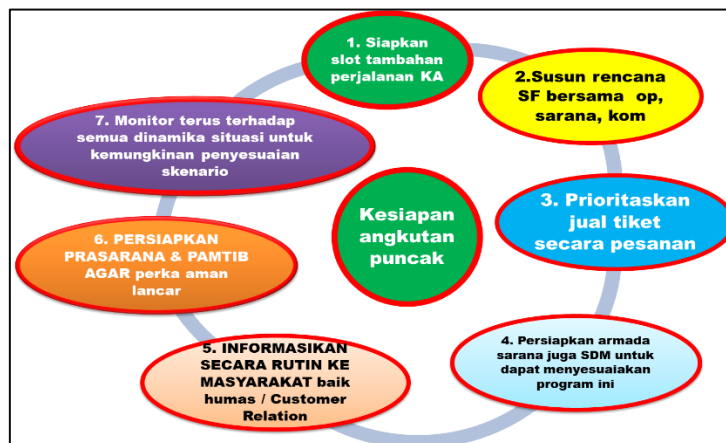 1. Siapkan
slot tambahan
perjalanan KA
2.Susun rencana
SF bersama op,
sarana, kom
3. Prioritaskan
jual tiket
secara pesanan
4. Persiapkan armada
sarana juga SDM untuk
dapat menyesuaiakan
program ini
5. INFORMASIKAN
SECARA RUTIN KE
MASYARAKAT baik
humas / Customer
Relation
6. PERSIAPKAN
PRASARANA & PAMTIB
AGAR perka aman
lancar
7. Monitor terus terhadap
semua dinamika situasi untuk
kemungkinan penyesuaian
skenario
Kesiapan
angkutan
puncak